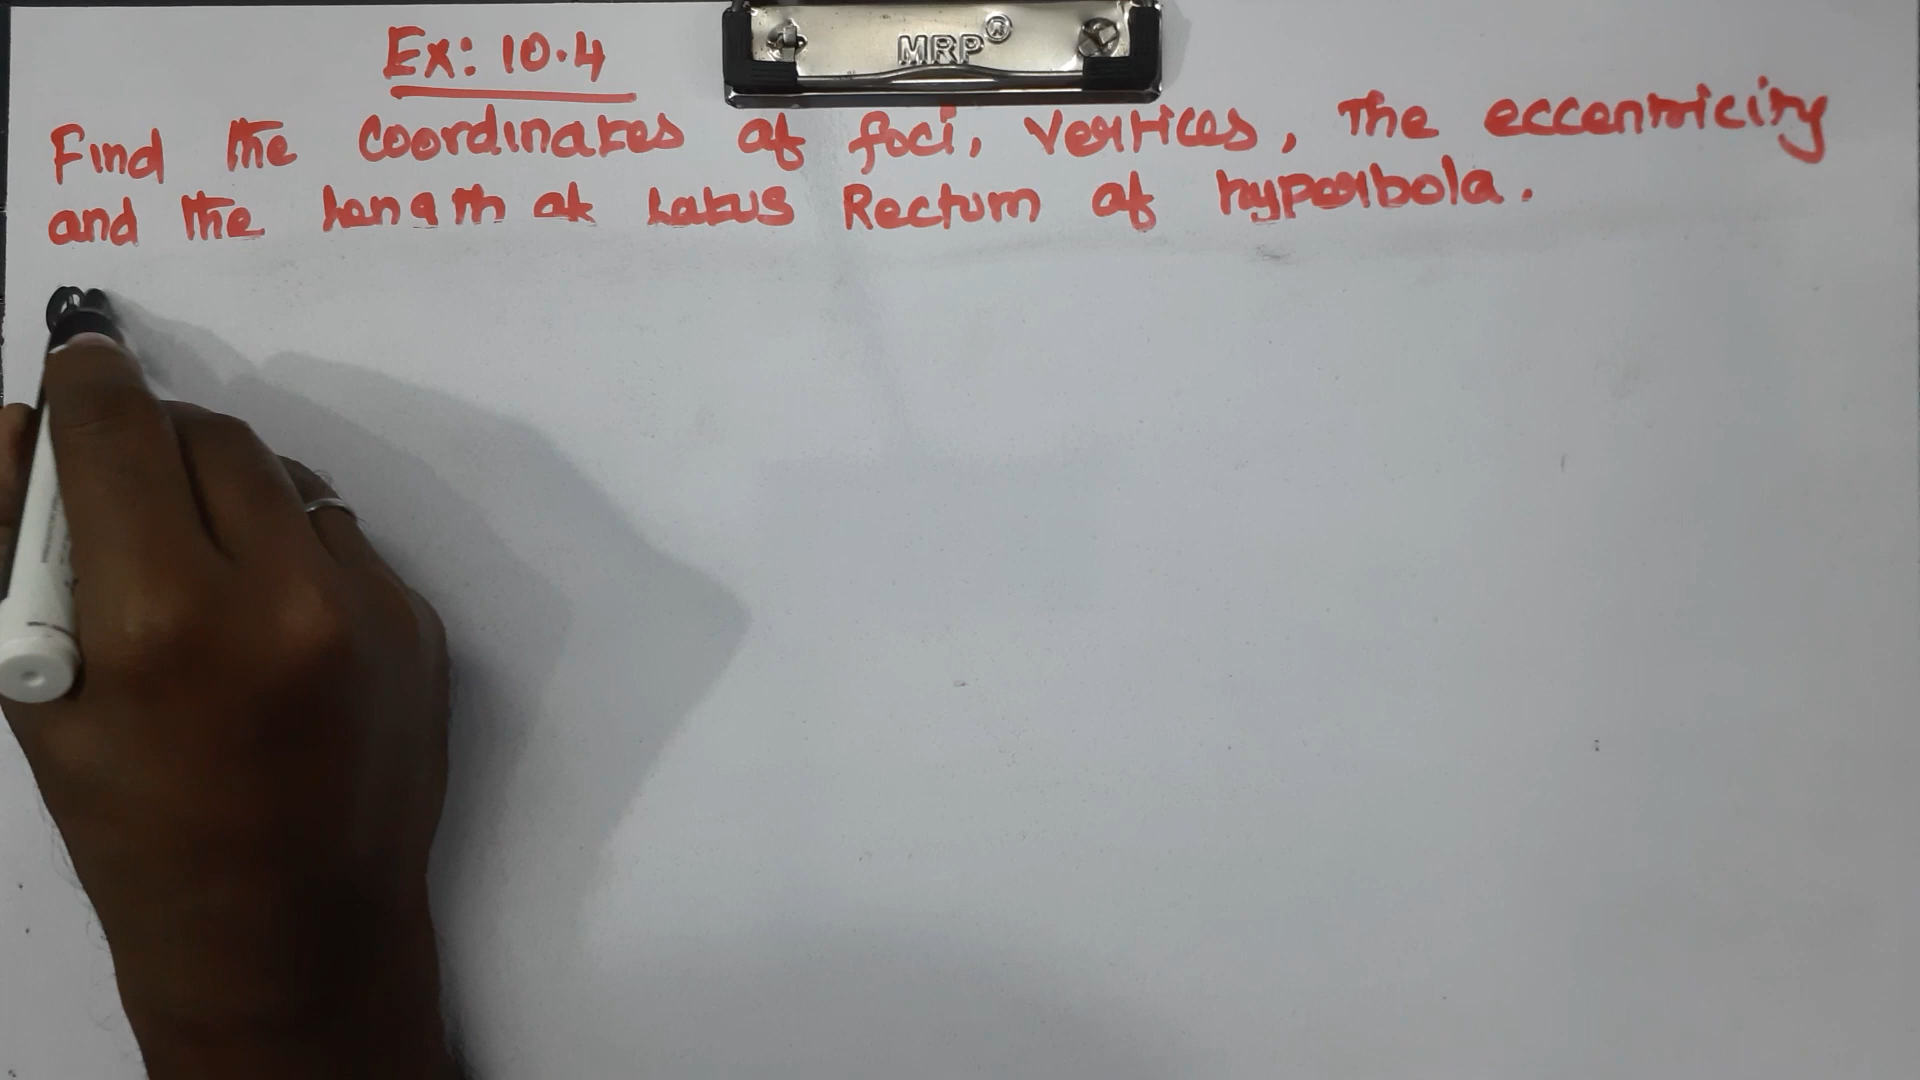 Ex: 10.4
MRP®
Find the coordinates of foci, Vertices, The eccentricity
and the length of Latus Rectum of hyperbola.